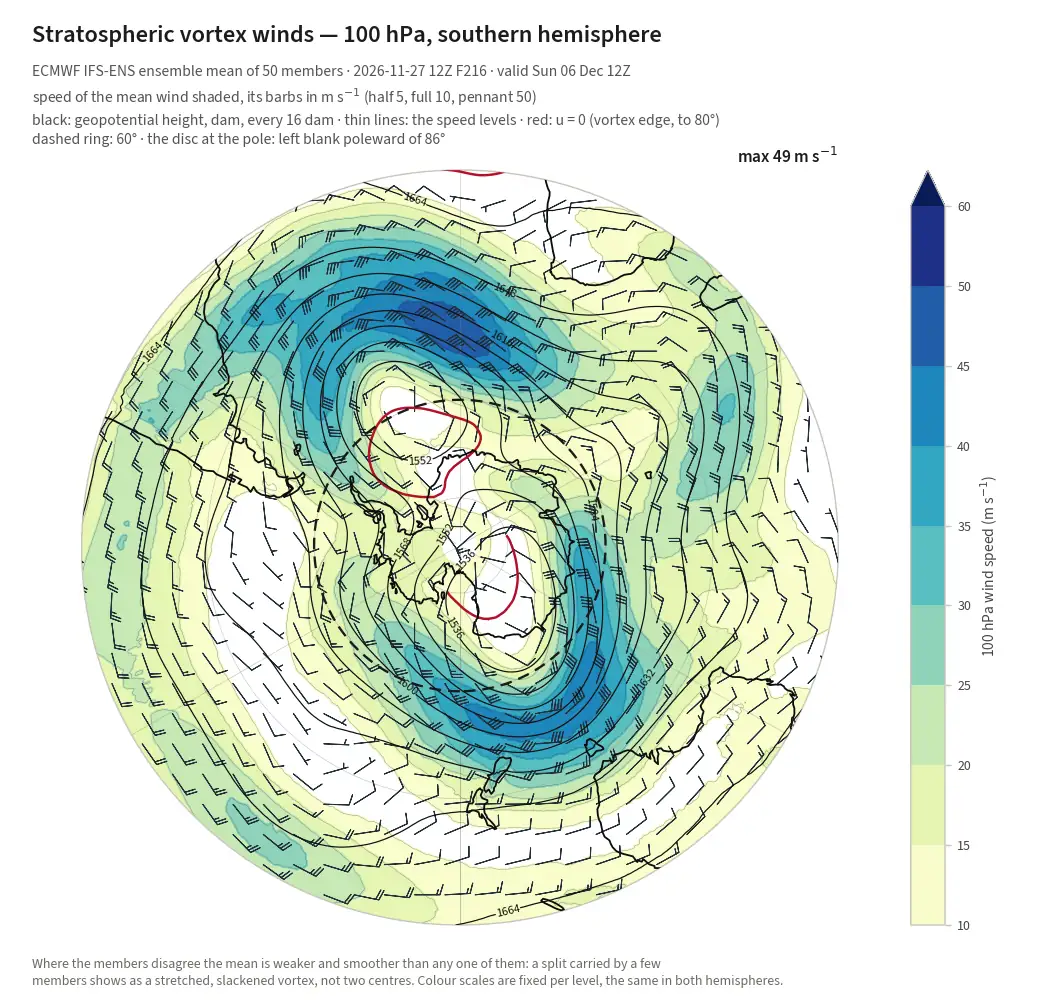 Stratospheric vortex winds — 100 hPa, southern hemisphere
ECMWF IFS-ENS ensemble mean of 50 members · 2026-11-27 12Z F216 · valid Sun 06 Dec 12Z
speed of the mean wind shaded, its barbs in m s⁻¹ (half 5, full 10, pennant 50)
black: geopotential height, dam, every 16 dam · thin lines: the speed levels · red: u = 0 (vortex edge, to 80°)
dashed ring: 60° · the disc at the pole: left blank poleward of 86°
max 49 m s⁻¹
1664
1648
1616
1664
1552
1552
1568
1536
1536
1600
1632
1664
60
50
45
40
35
30
25
20
15
10
100 hPa wind speed (m s⁻¹)
Where the members disagree the mean is weaker and smoother than any one of them: a split carried by a few
members shows as a stretched, slackened vortex, not two centres. Colour scales are fixed per level, the same in both hemispheres.